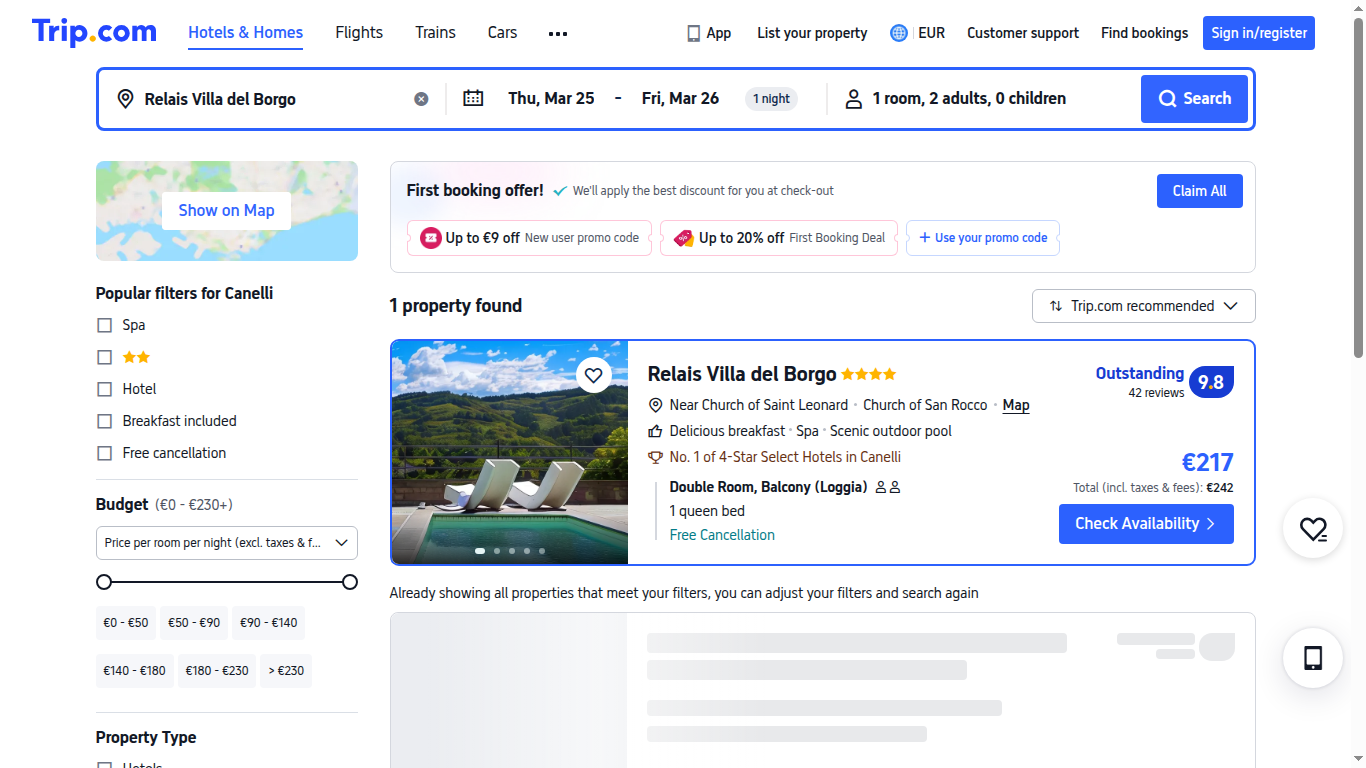 Trip.com
Hotels & Homes
Flights
Trains
Cars
App
List your property
EUR
Customer support
Find bookings
Sign in/register
Relais Villa del Borgo
Thu, Mar 25 - Fri, Mar 26
1 night
1 room, 2 adults, 0 children
Search
Show on Map
Popular filters for Canelli
Spa
Hotel
Breakfast included
Free cancellation
Budget (€0 - €230+)
Price per room per night (excl. taxes & f...
€0 - €50
€50 - €90
€90 - €140
€140 - €180
€180 - €230
> €230
Property Type
Hotels
First booking offer!
We'll apply the best discount for you at check-out
Claim All
Up to €9 off New user promo code
Up to 20% off First Booking Deal
+ Use your promo code
1 property found
Trip.com recommended
Relais Villa del Borgo
Outstanding
42 reviews
9.8
Near Church of Saint Leonard · Church of San Rocco · Map
Delicious breakfast · Spa · Scenic outdoor pool
No. 1 of 4-Star Select Hotels in Canelli
Double Room, Balcony (Loggia)
1 queen bed
Free Cancellation
€217
Total (incl. taxes & fees): €242
Check Availability
Already showing all properties that meet your filters, you can adjust your filters and search again